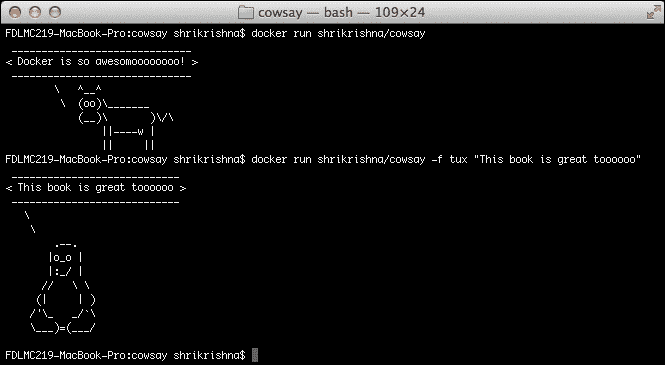 cowsay — bash — 109×24
FDLMC219-MacBook-Pro:cowsay shrikrishna$ docker run shrikrishna/cowsay
 ______________________________
< Docker is so awesomoooooooo! >
 ------------------------------
        \   ^__^
         \  (oo)\_______
            (__)\       )\/\
                ||----w |
                ||     ||
FDLMC219-MacBook-Pro:cowsay shrikrishna$ docker run shrikrishna/cowsay -f tux "This book is great toooooo"
 ____________________________
< This book is great toooooo >
 ----------------------------
   \
    \
        .--.
       |o_o |
       |:_/ |
      //   \ \
     (|     | )
    /'\_   _/`\
    \___)=(___/
FDLMC219-MacBook-Pro:cowsay shrikrishna$